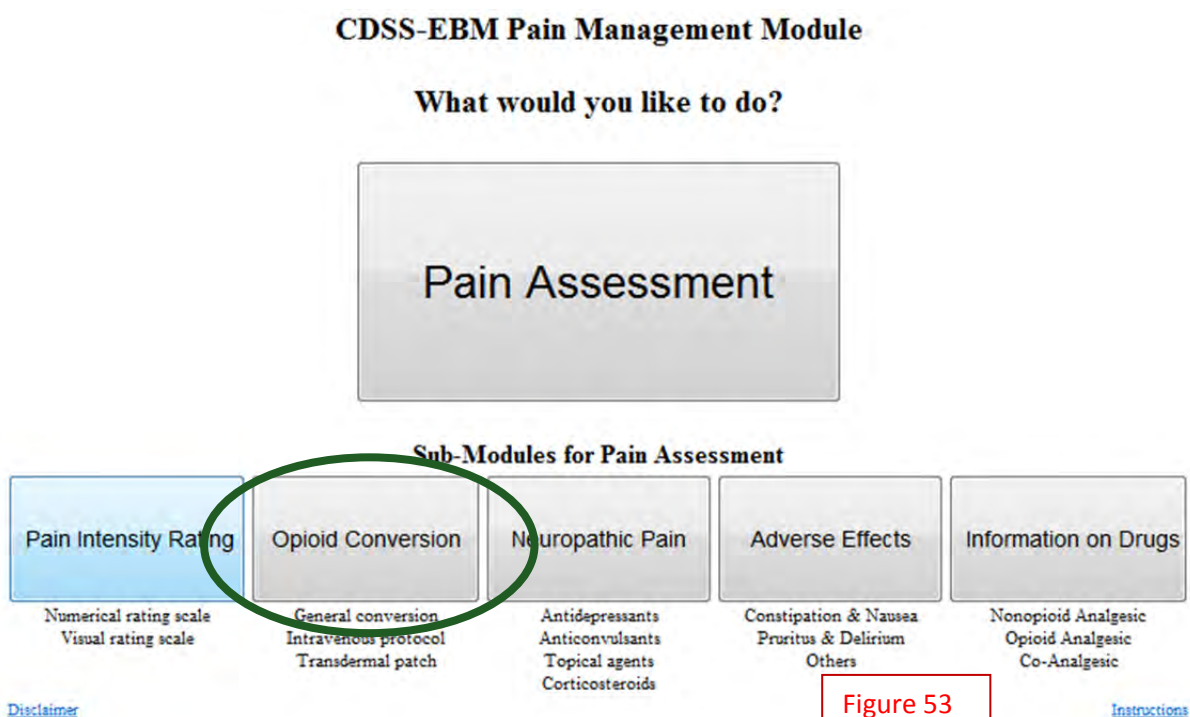 CDSS-EBM Pain Management Module
What would you like to do?
Pain Assessment
Sub-Modules for Pain Assessment
Pain Intensity Rating
Numerical rating scale
Visual rating scale
Opioid Conversion
General conversion
Intravenous protocol
Transdermal patch
Neuropathic Pain
Antidepressants
Anticonvulsants
Topical agents
Corticosteroids
Adverse Effects
Constipation & Nausea
Pruritus & Delirium
Others
Information on Drugs
Nonopioid Analgesic
Opioid Analgesic
Co-Analgesic
Disclaimer
Figure 53
Instructions